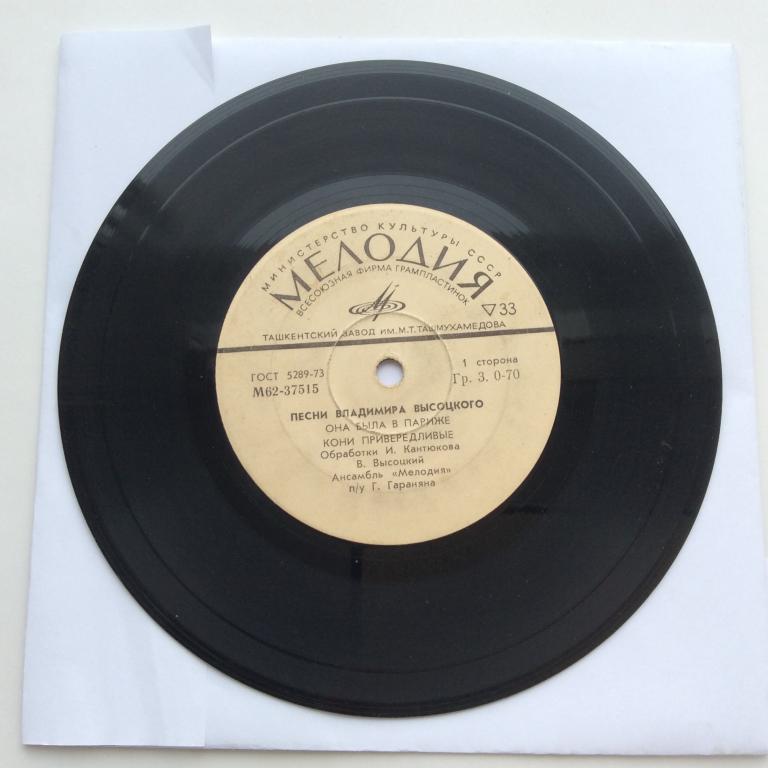 МИНИСТЕРСТВО КУЛЬТУРЫ СССР
МЕЛОДИЯ
ВСЕСОЮЗНАЯ ФИРМА ГРАМПЛАСТИНОК
▽33
ТАШКЕНТСКИЙ ЗАВОД ИМ. М.Т. ТАШМУХАМЕДОВА
ГОСТ 5289-73
1 сторона
М62-37515
Гр. 3. 0-70
ПЕСНИ ВЛАДИМИРА ВЫСОЦКОГО
ОНА БЫЛА В ПАРИЖЕ
КОНИ ПРИВЕРЕДЛИВЫЕ
Обработки И. Кантюкова
В. Высоцкий
Ансамбль «Мелодия»
п/у Г. Гараняна